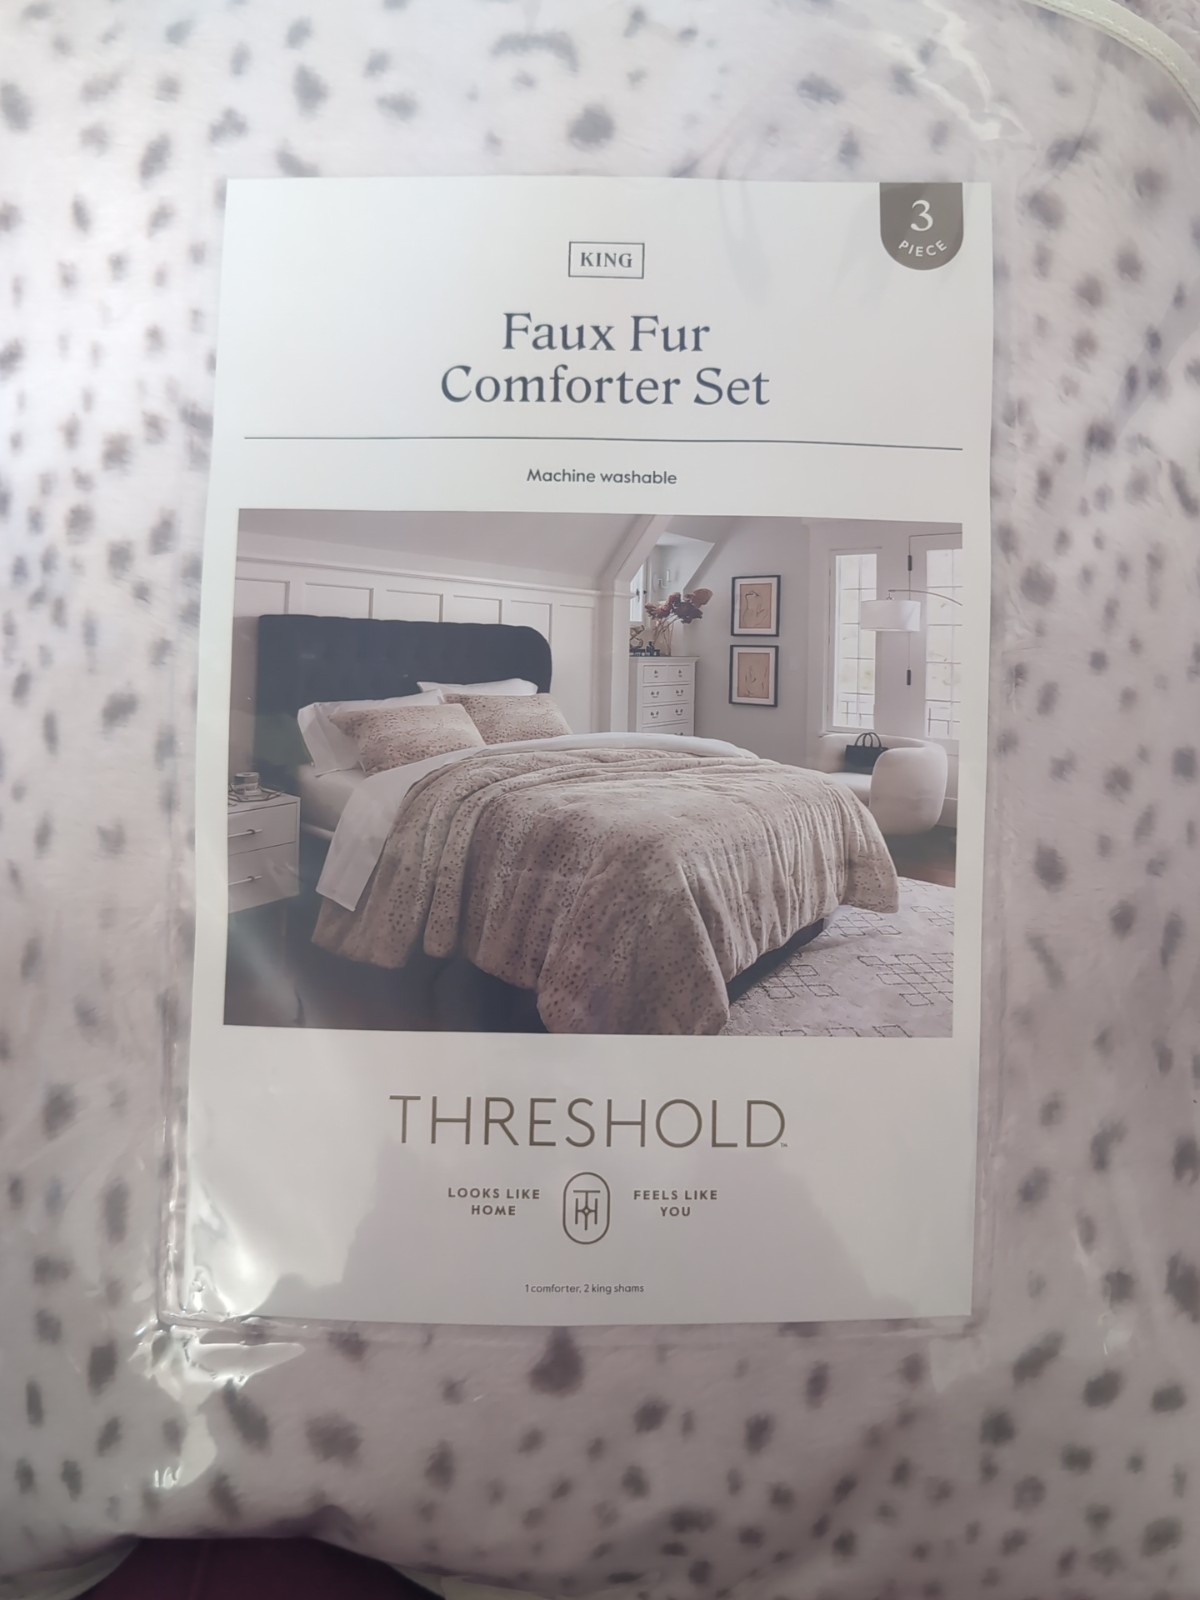 3
PIECE
KING
Faux Fur
Comforter Set
Machine washable
THRESHOLD™
LOOKS LIKE
HOME
FEELS LIKE
YOU
1 comforter, 2 king shams